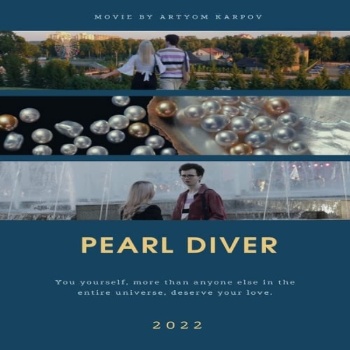 MOVIE BY ARTYOM KARPOV
PEARL DIVER
You yourself, more than anyone else in the
entire universe, deserve your love.
2022